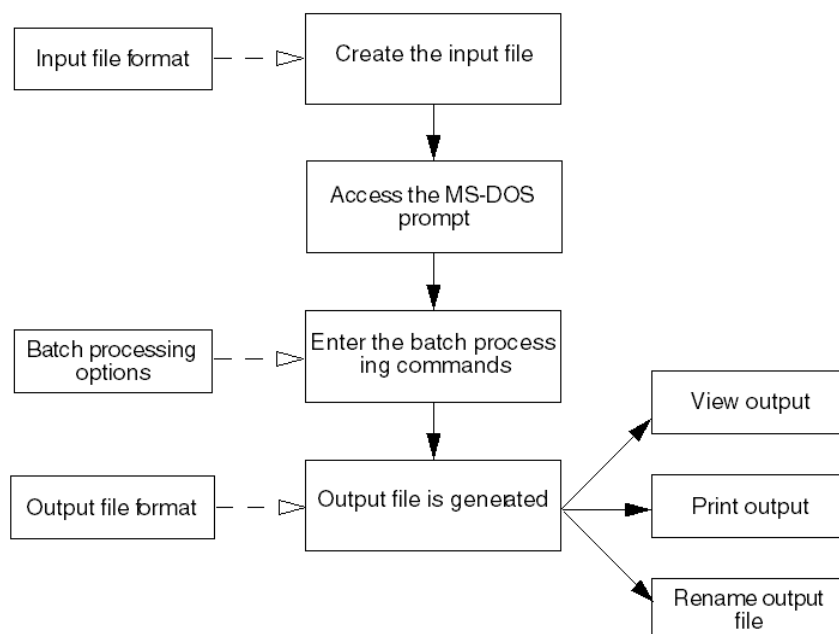 Input file format
Create the input file
Access the MS-DOS
prompt
Batch processing
options
Enter the batch process
ing commands
Output file format
Output file is generated
View output
Print output
Rename output
file